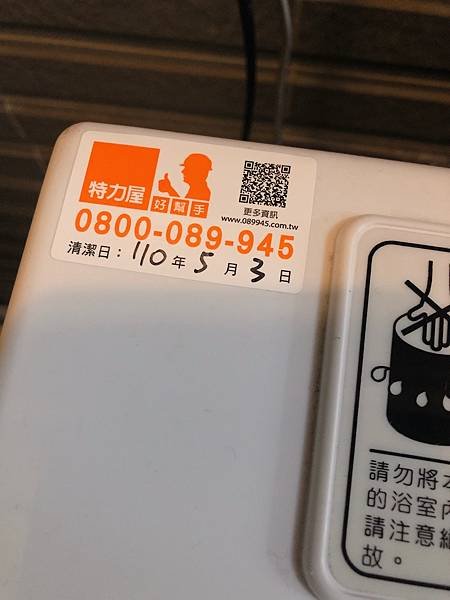 特力屋
好幫手
更多資訊
www.089945.com.tw
0800-089-945
清潔日：110年5月3日
請勿將本
的浴室內
請注意
故。